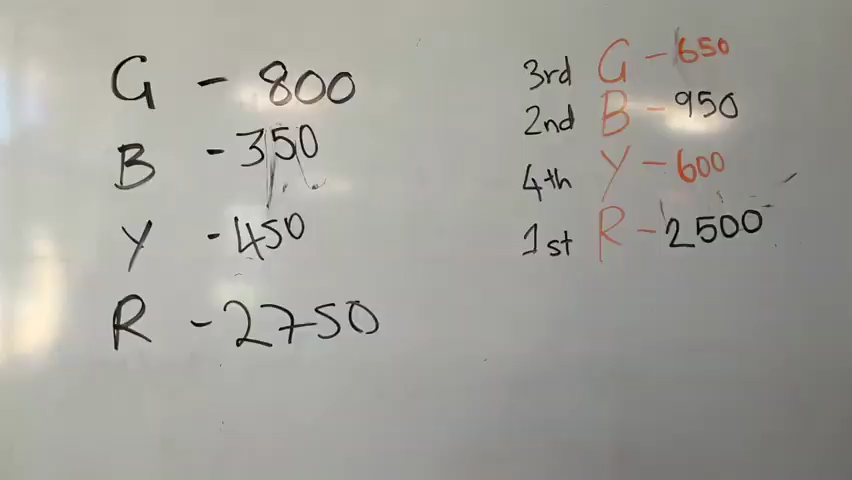 G - 800
B - 350
Y - 450
R - 2750
3rd G - 650
2nd B - 950
4th Y - 600
1st R - 2500